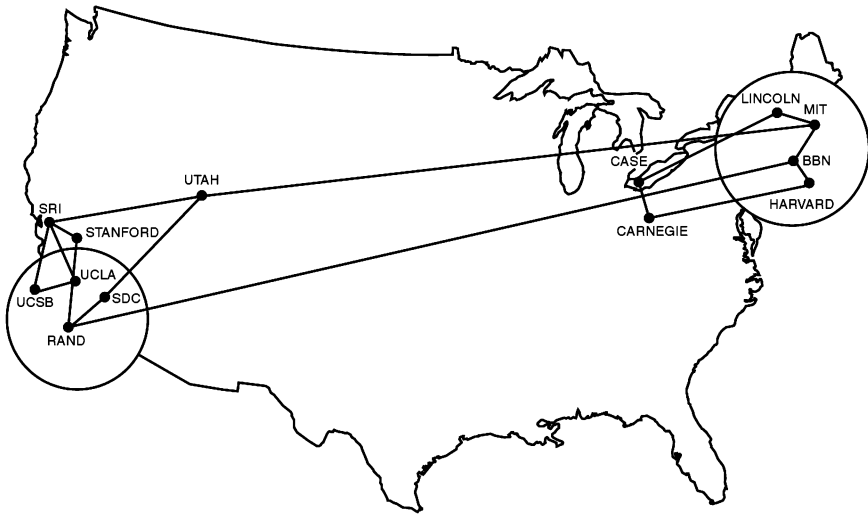 LINCOLN
MIT
CASE
BBN
UTAH
HARVARD
SRI
STANFORD
CARNEGIE
UCLA
UCSB
SDC
RAND